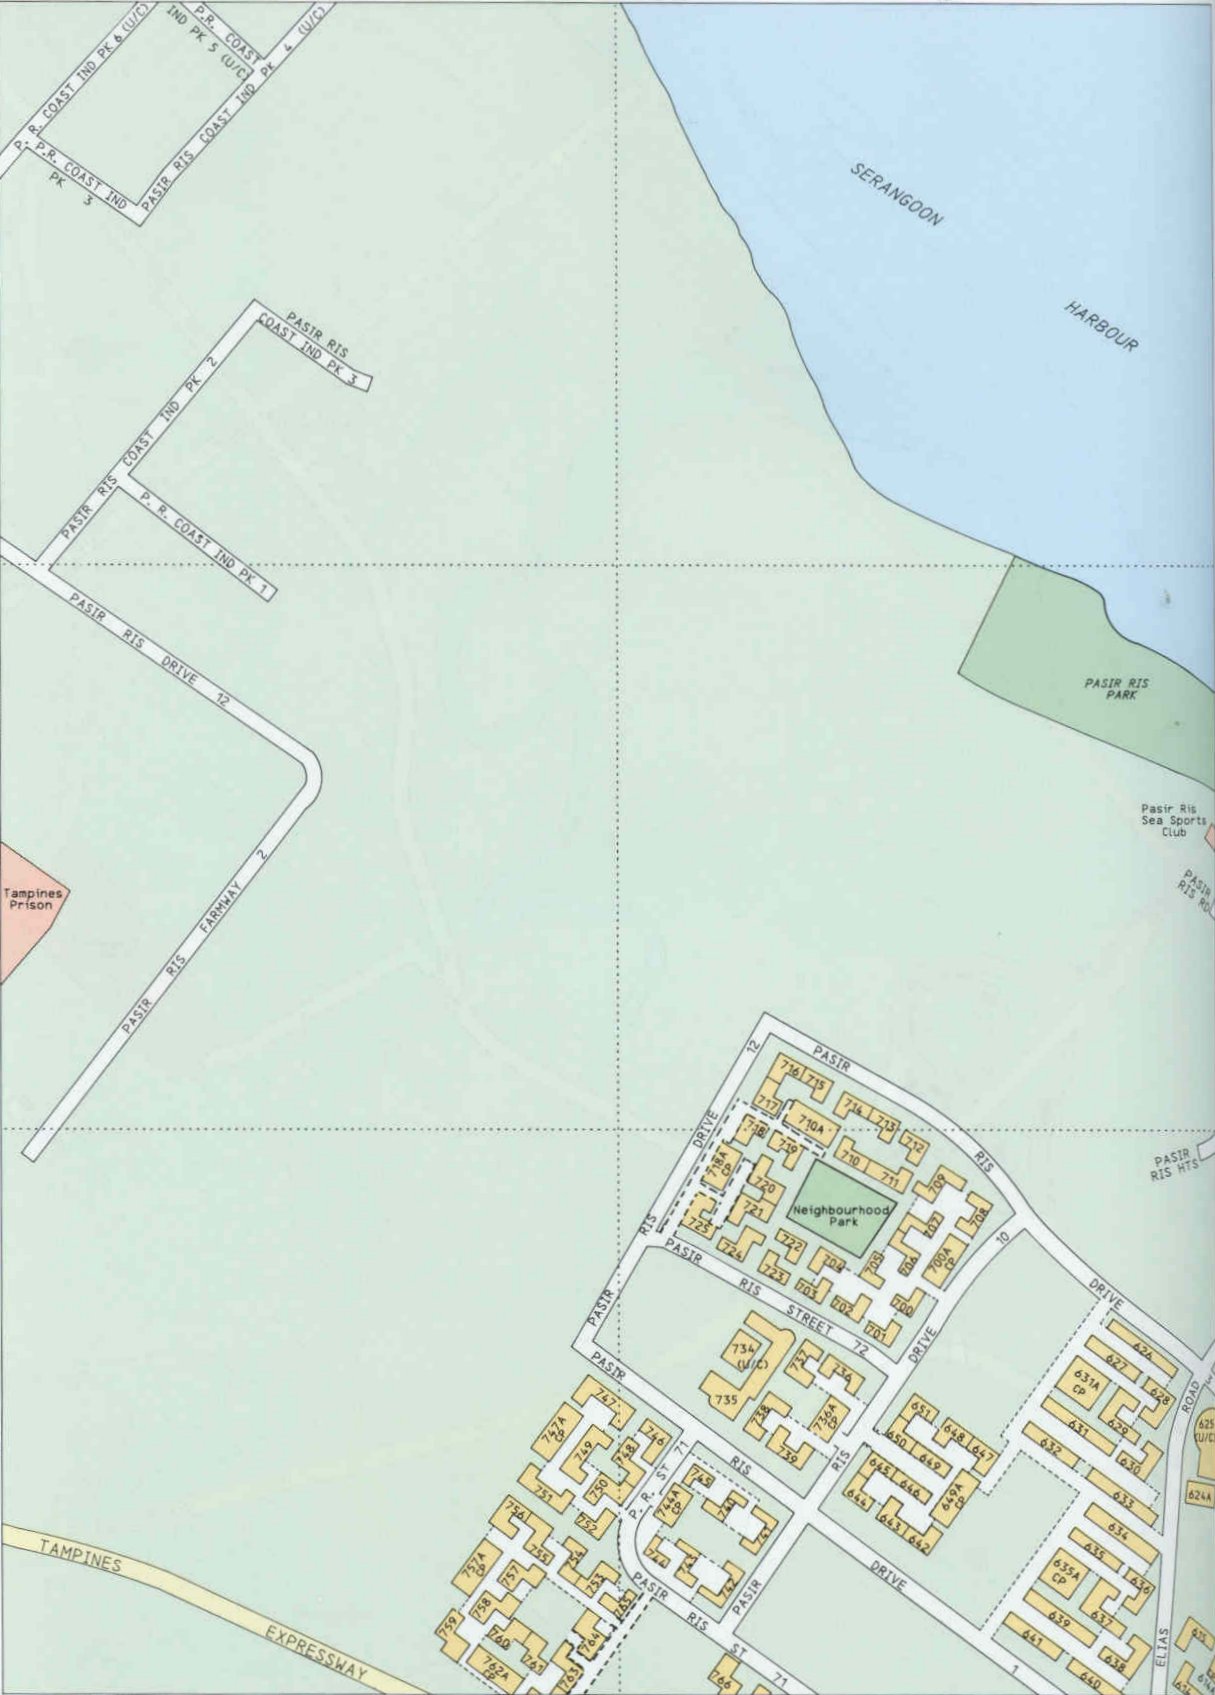 P. R. COAST IND PK 6 (U/C)
P.R. COAST
IND PK 5 (U/C)
PASIR RIS COAST IND PK 4 (U/C)
P.R. COAST IND
PK 3
SERANGOON
HARBOUR
PASIR RIS
COAST IND PK 3
PASIR RIS COAST IND PK 2
P. R. COAST IND PK 1
PASIR RIS DRIVE 12
PASIR RIS
PARK
Pasir Ris
Sea Sports
Club
PASIR
RIS RD
Tampines
Prison
PASIR RIS FARMWAY 2
PASIR RIS DRIVE 12
PASIR RIS DRIVE
716
715
717
714
713
712
710A
718
719
710
711
718A
CP
720
721
725
724
722
723
709
708
707
706
700A
CP
705
704
703
702
701
700
Neighbourhood
Park
PASIR
RIS HTS
PASIR RIS STREET 72
RIS DRIVE 10
734
(U/C)
735
737
736
736A
CP
738
739
PASIR RIS DRIVE 1
747
747A
CP
746
749
748
750
751
752
P. R. ST 71
745
744A
CP
740
741
744
743
742
PASIR
756
755
754
753
757A
CP
757
758
759
760
761
762A
CP
763
764
765
766
PASIR RIS ST 71
651
650
648
647
649
645
646
649A
CP
644
643
642
626
627
628
631A
CP
629
630
631
632
633
634
635
635A
CP
636
637
638
639
641
640
625
(U/C)
624A
ELIAS ROAD
615
TAMPINES EXPRESSWAY